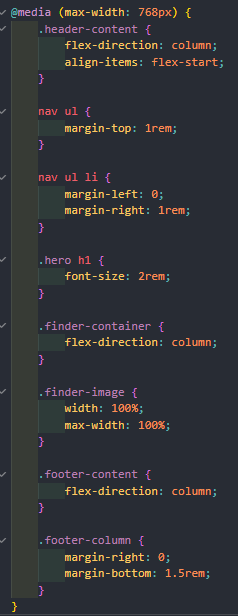 @media (max-width: 768px) {
.header-content {
flex-direction: column;
align-items: flex-start;
}
nav ul {
margin-top: 1rem;
}
nav ul li {
margin-left: 0;
margin-right: 1rem;
}
.hero h1 {
font-size: 2rem;
}
.finder-container {
flex-direction: column;
}
.finder-image {
width: 100%;
max-width: 100%;
}
.footer-content {
flex-direction: column;
}
.footer-column {
margin-right: 0;
margin-bottom: 1.5rem;
}
}